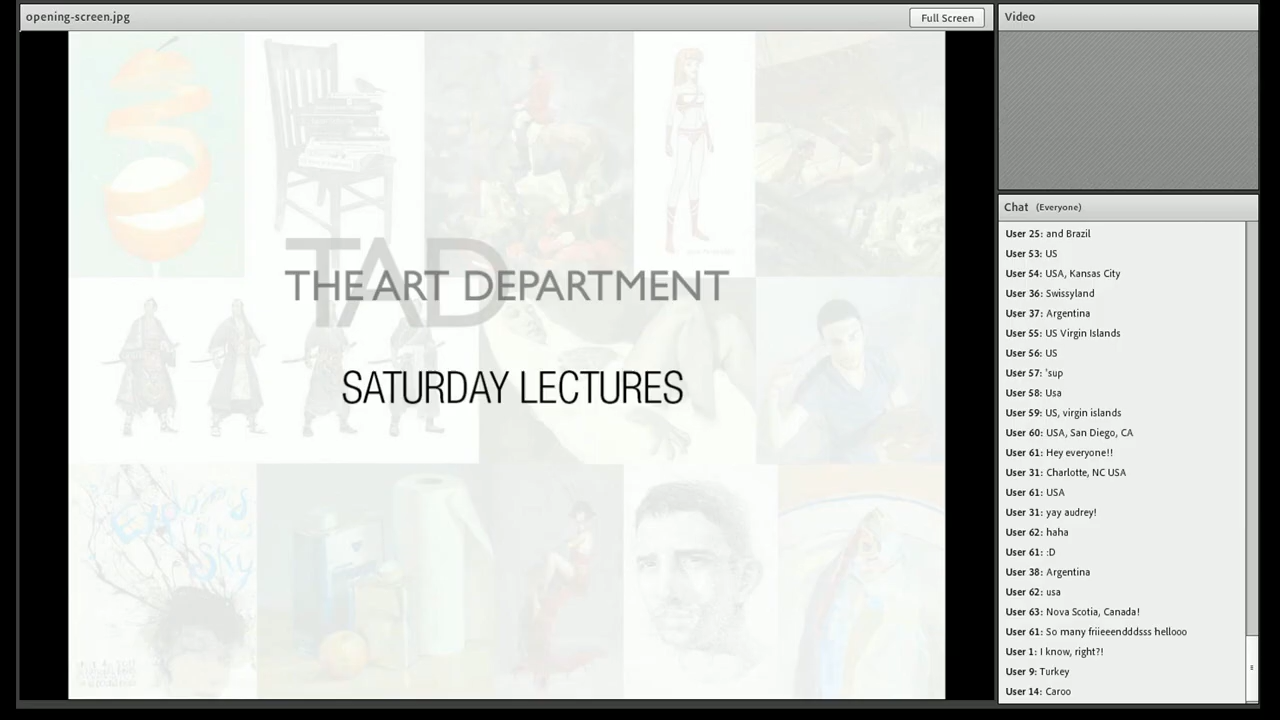 opening-screen.jpg
Full Screen
TAD
THE ART DEPARTMENT
SATURDAY LECTURES
Video
Chat (Everyone)
User 25: and Brazil
User 53: US
User 54: USA, Kansas City
User 36: Swissyland
User 37: Argentina
User 55: US Virgin Islands
User 56: US
User 57: 'sup
User 58: Usa
User 59: US, virgin islands
User 60: USA, San Diego, CA
User 61: Hey everyone!!
User 31: Charlotte, NC USA
User 61: USA
User 31: yay audrey!
User 62: haha
User 61: :D
User 38: Argentina
User 62: usa
User 63: Nova Scotia, Canada!
User 61: So many friieeendddsss hellooo
User 1: I know, right?!
User 9: Turkey
User 14: Caroo